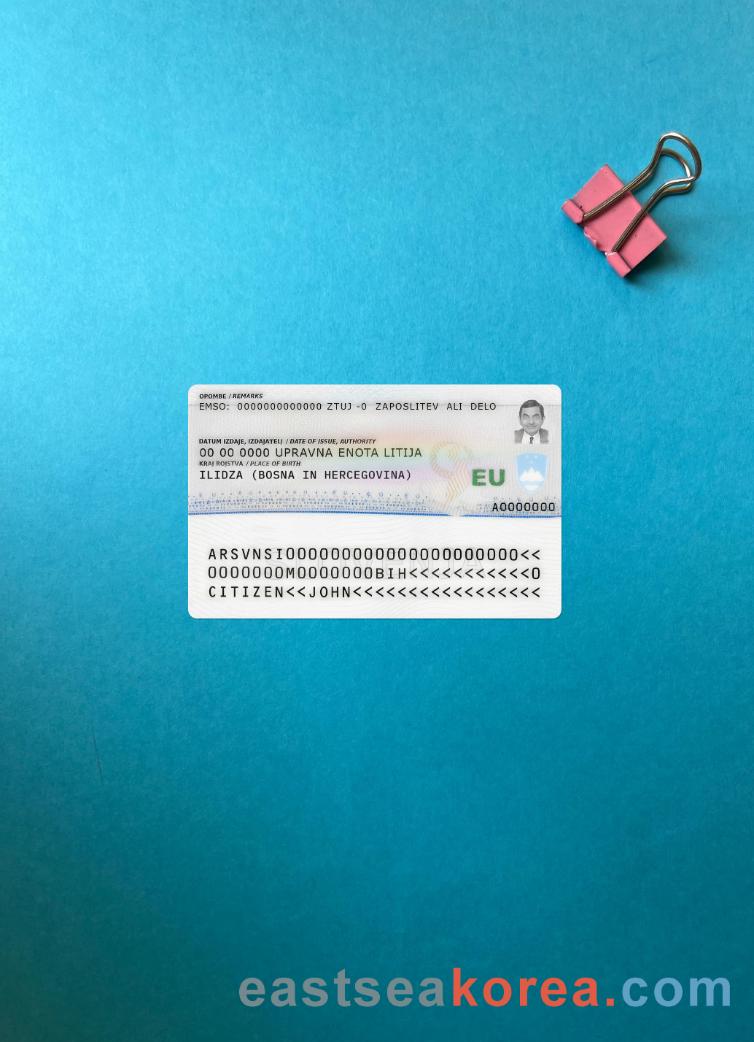 OPOMBE / REMARKS
EMSO: 0000000000000 ZTUJ-0 ZAPOSLITEV ALI DELO
DATUM IZDAJE, IZDAJATELJ / DATE OF ISSUE, AUTHORITY
00 00 0000 UPRAVNA ENOTA LITIJA
KRAJ ROJSTVA / PLACE OF BIRTH
ILIDZA (BOSNA IN HERCEGOVINA)
EU
A0000000
ARSVNSI0000000000000000000000<<
0000000M0000000BIH<<<<<<<<<<<0
CITIZEN<<JOHN<<<<<<<<<<<<<<<<<
eastseakorea.com